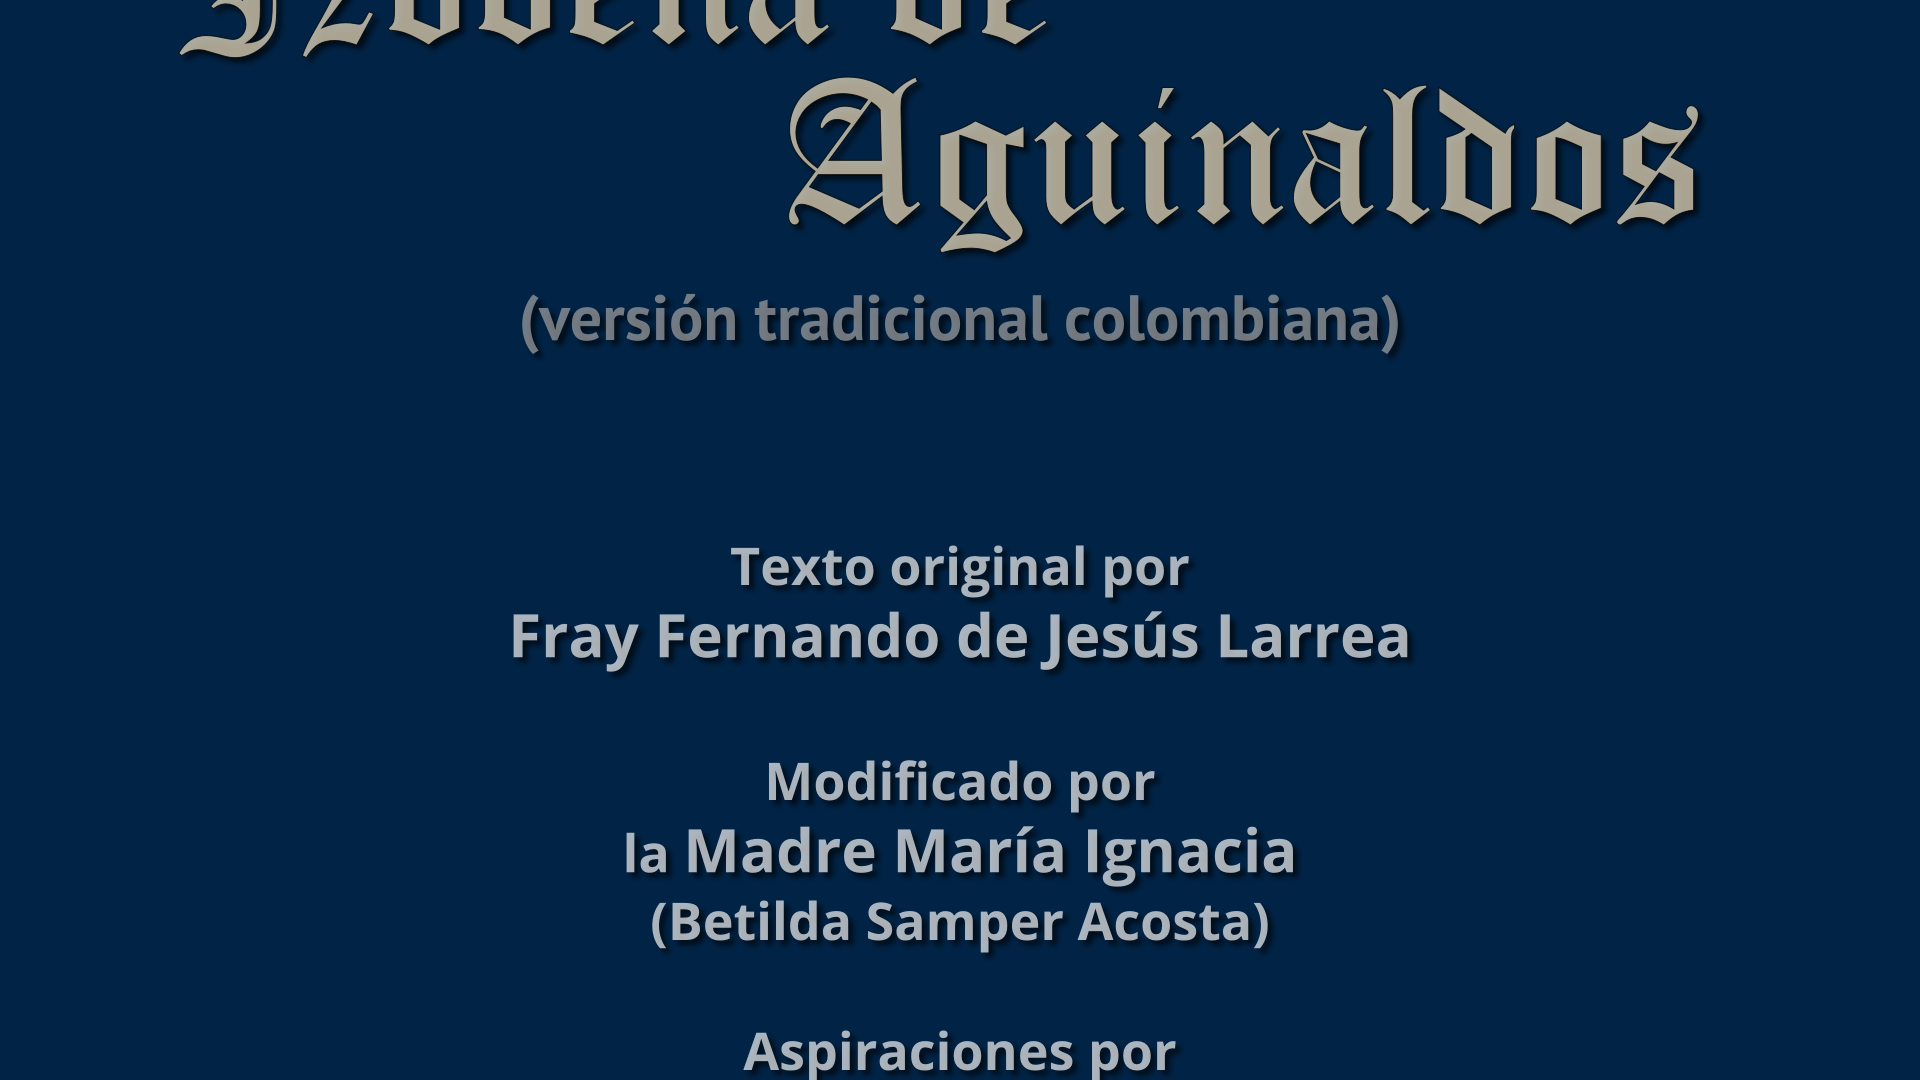 Novena de
Aguinaldos
(versión tradicional colombiana)
Texto original por
Fray Fernando de Jesús Larrea
Modificado por
la Madre María Ignacia
(Betilda Samper Acosta)
Aspiraciones por